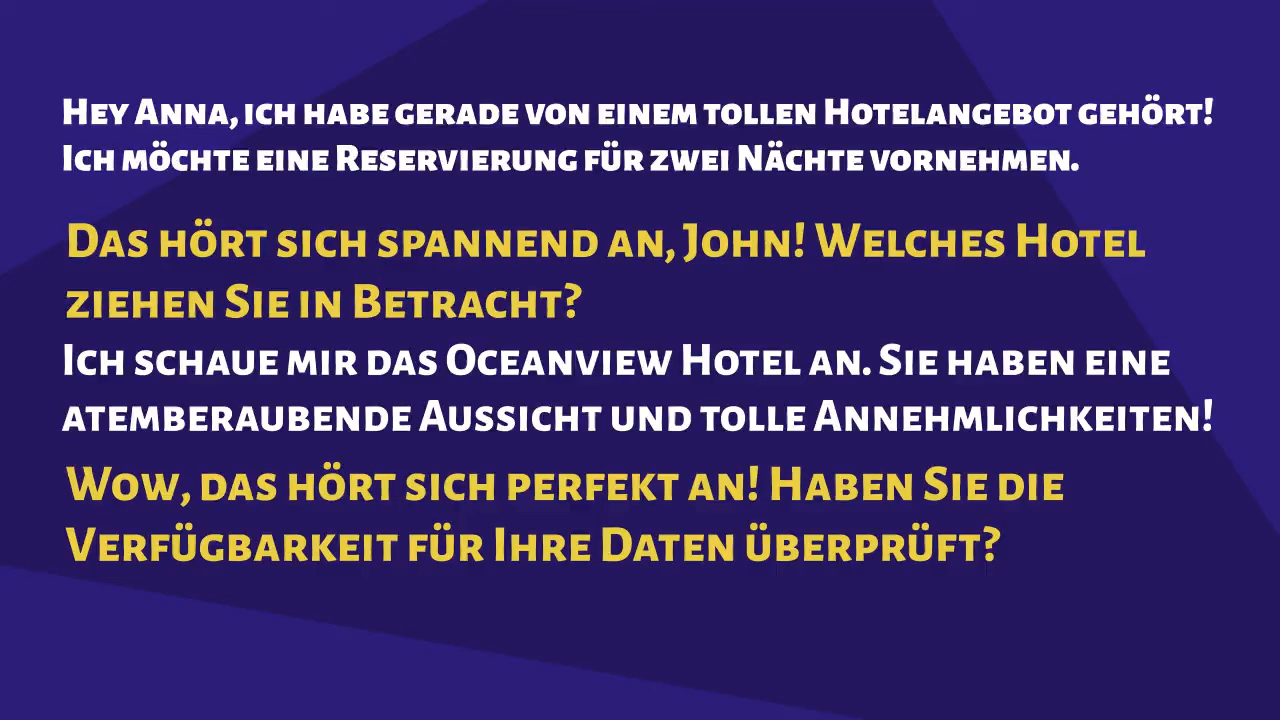 Hey Anna, ich habe gerade von einem tollen Hotelangebot gehört!
Ich möchte eine Reservierung für zwei Nächte vornehmen.
Das hört sich spannend an, John! Welches Hotel
ziehen Sie in Betracht?
Ich schaue mir das Oceanview Hotel an. Sie haben eine
atemberaubende Aussicht und tolle Annehmlichkeiten!
Wow, das hört sich perfekt an! Haben Sie die
Verfügbarkeit für Ihre Daten überprüft?